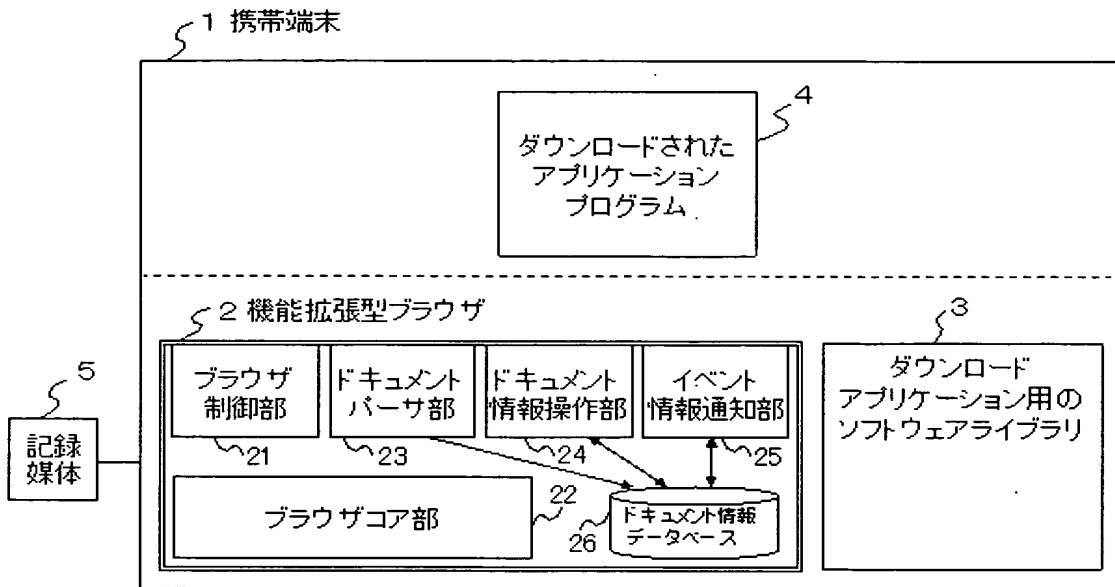 1 携帯端末
4
ダウンロードされた
アプリケーション
プログラム
2 機能拡張型ブラウザ
3
ダウンロード
アプリケーション用の
ソフトウェアライブラリ
5
記録
媒体
ブラウザ
制御部
21
ドキュメント
パーサ部
23
ドキュメント
情報操作部
24
イベント
情報通知部
25
ブラウザコア部
22
ドキュメント情報
データベース
26